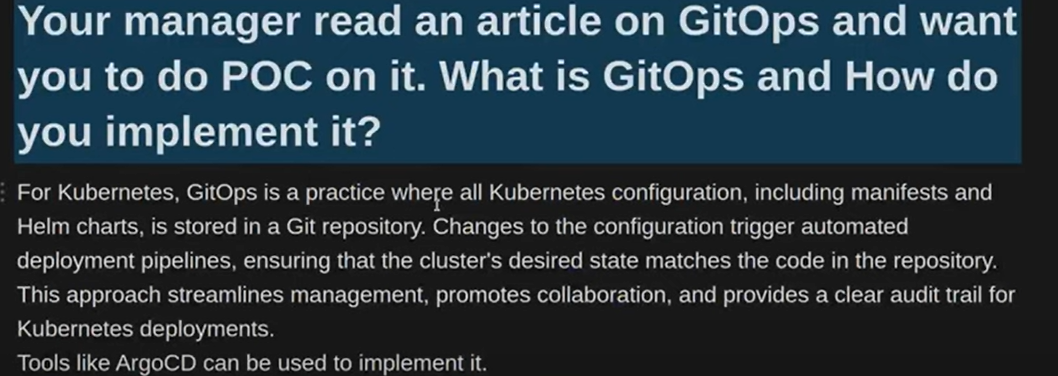 Your manager read an article on GitOps and want
you to do POC on it. What is GitOps and How do
you implement it?
For Kubernetes, GitOps is a practice where all Kubernetes configuration, including manifests and
Helm charts, is stored in a Git repository. Changes to the configuration trigger automated
deployment pipelines, ensuring that the cluster's desired state matches the code in the repository.
This approach streamlines management, promotes collaboration, and provides a clear audit trail for
Kubernetes deployments.
Tools like ArgoCD can be used to implement it.